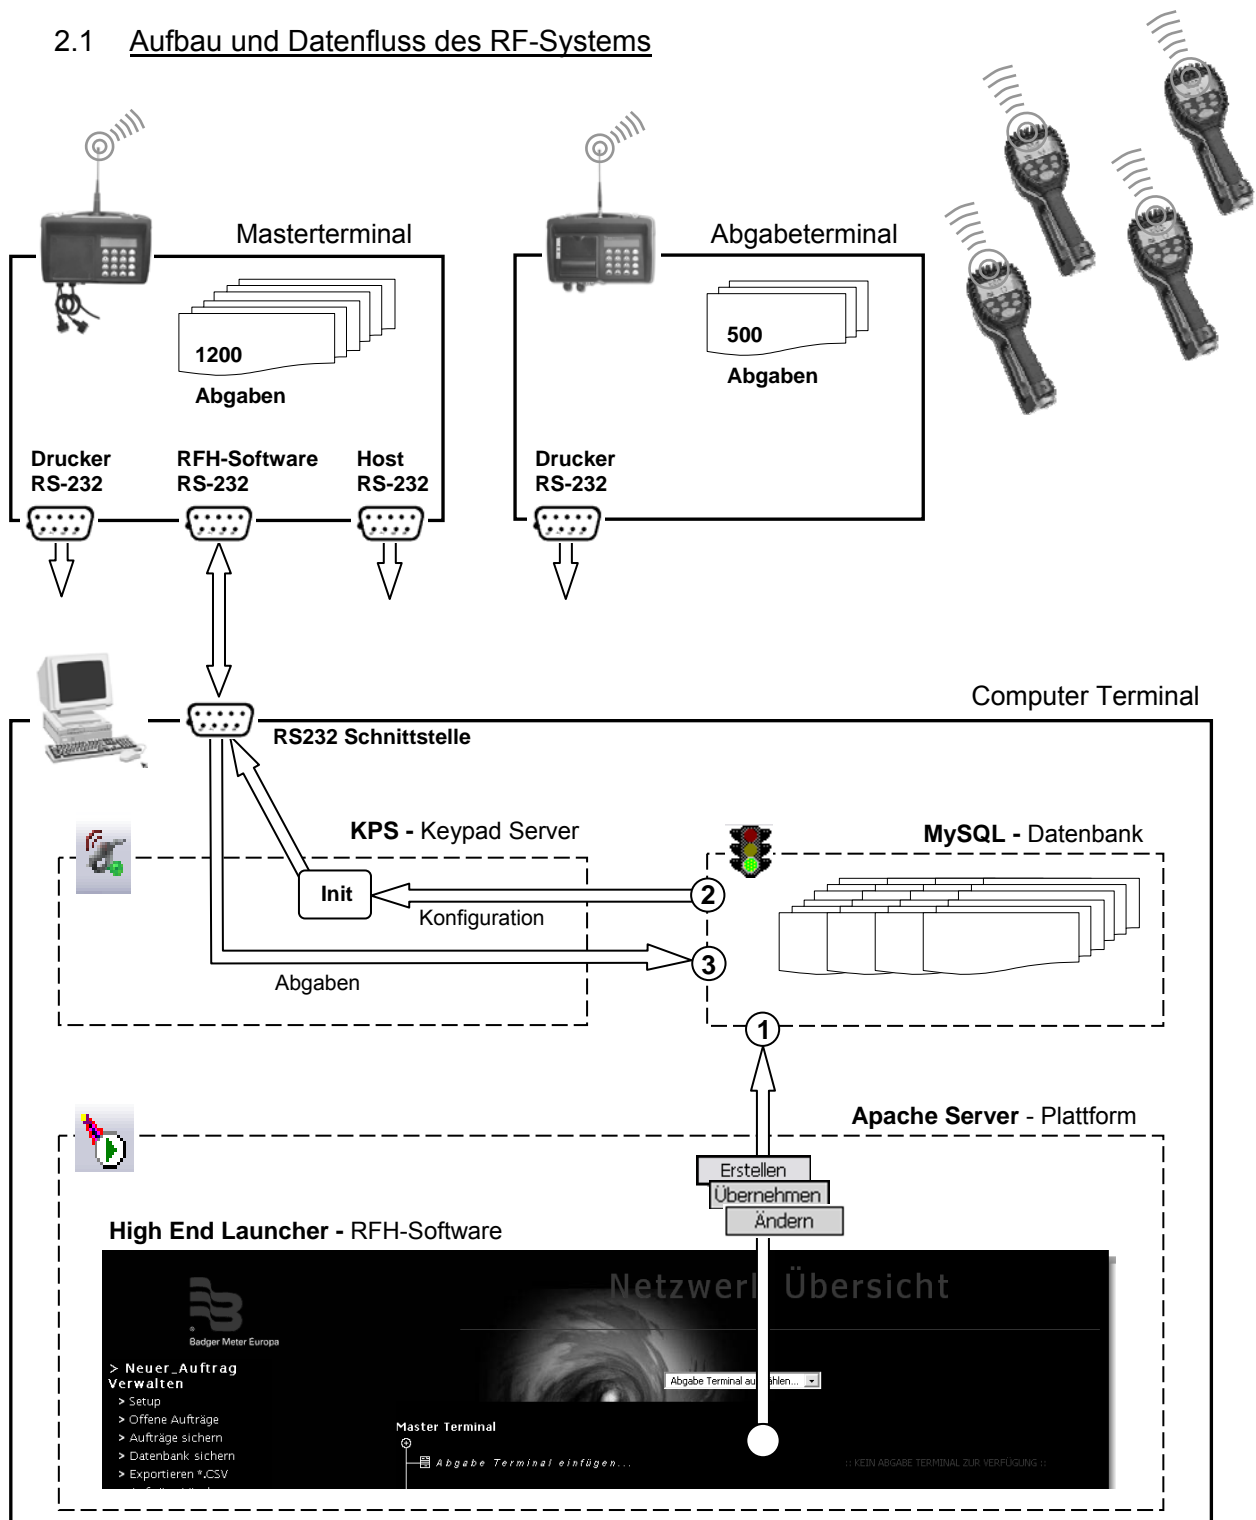 2.1 Aufbau und Datenfluss des RF-Systems
Masterterminal
Abgabeterminal
1200
Abgaben
500
Abgaben
Drucker
RS-232
RFH-Software
RS-232
Host
RS-232
Drucker
RS-232
Computer Terminal
RS232 Schnittstelle
KPS - Keypad Server
MySQL - Datenbank
Init
2
Konfiguration
3
Abgaben
1
Apache Server - Plattform
Erstellen
Übernehmen
Ändern
High End Launcher - RFH-Software
Netzwerk Übersicht
Badger Meter Europa
> Neuer_Auftrag
Verwalten
> Setup
> Offene Aufträge
> Aufträge sichern
> Datenbank sichern
> Exportieren *.CSV
Abgabe Terminal auswählen...
Master Terminal
Abgabe Terminal einfügen...
:: KEIN ABGABE TERMINAL ZUR VERFÜGUNG ::